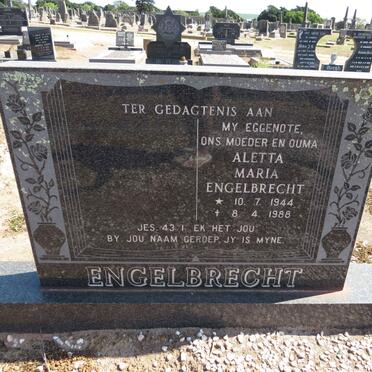 TER GEDAGTENIS AAN
MY EGGENOTE,
ONS MOEDER EN OUMA
ALETTA
MARIA
ENGELBRECHT
★ 10. 7. 1944
✝ 8. 4. 1988
JES. 43:1 EK HET JOU
BY JOU NAAM GEROEP, JY IS MYNE.
ENGELBRECHT